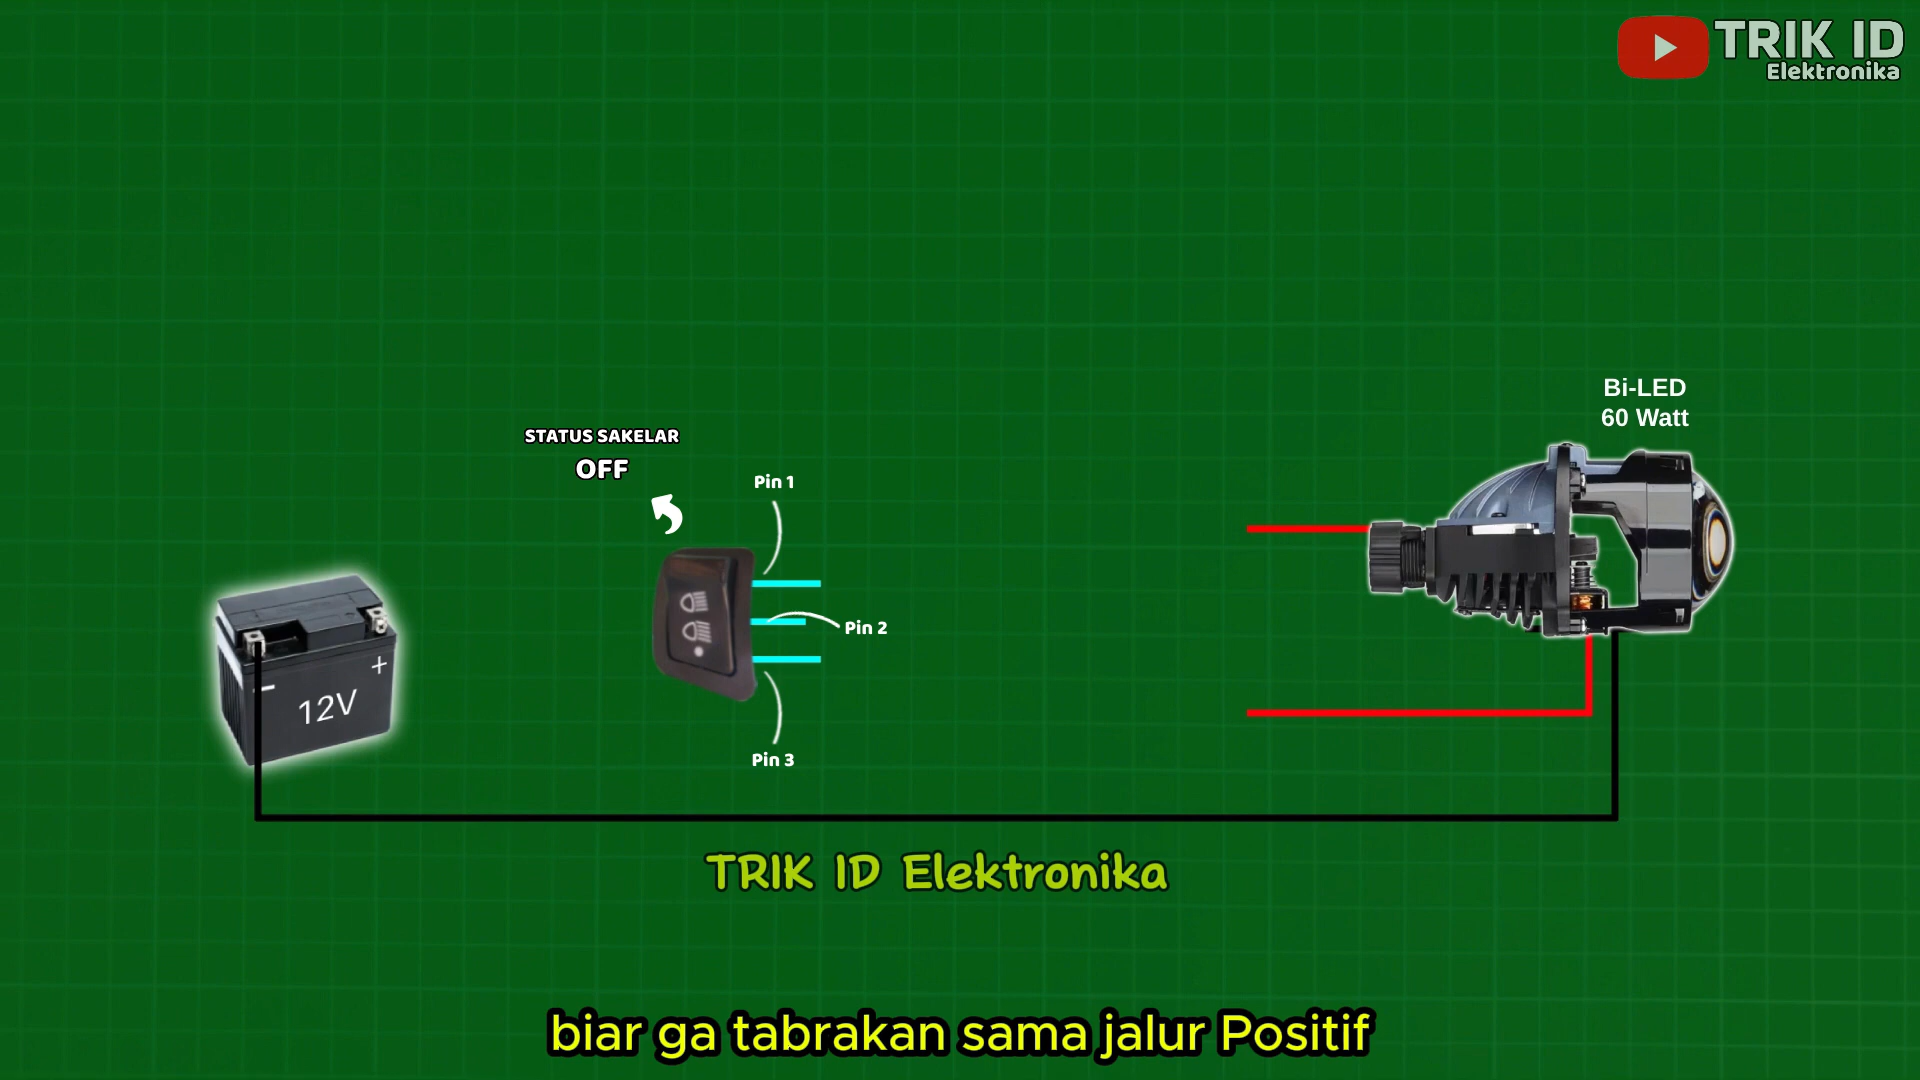 TRIK ID
Elektronika
Bi-LED
60 Watt
STATUS SAKELAR
OFF
Pin 1
Pin 2
Pin 3
12V
- +
TRIK ID Elektronika
biar ga tabrakan sama jalur Positif